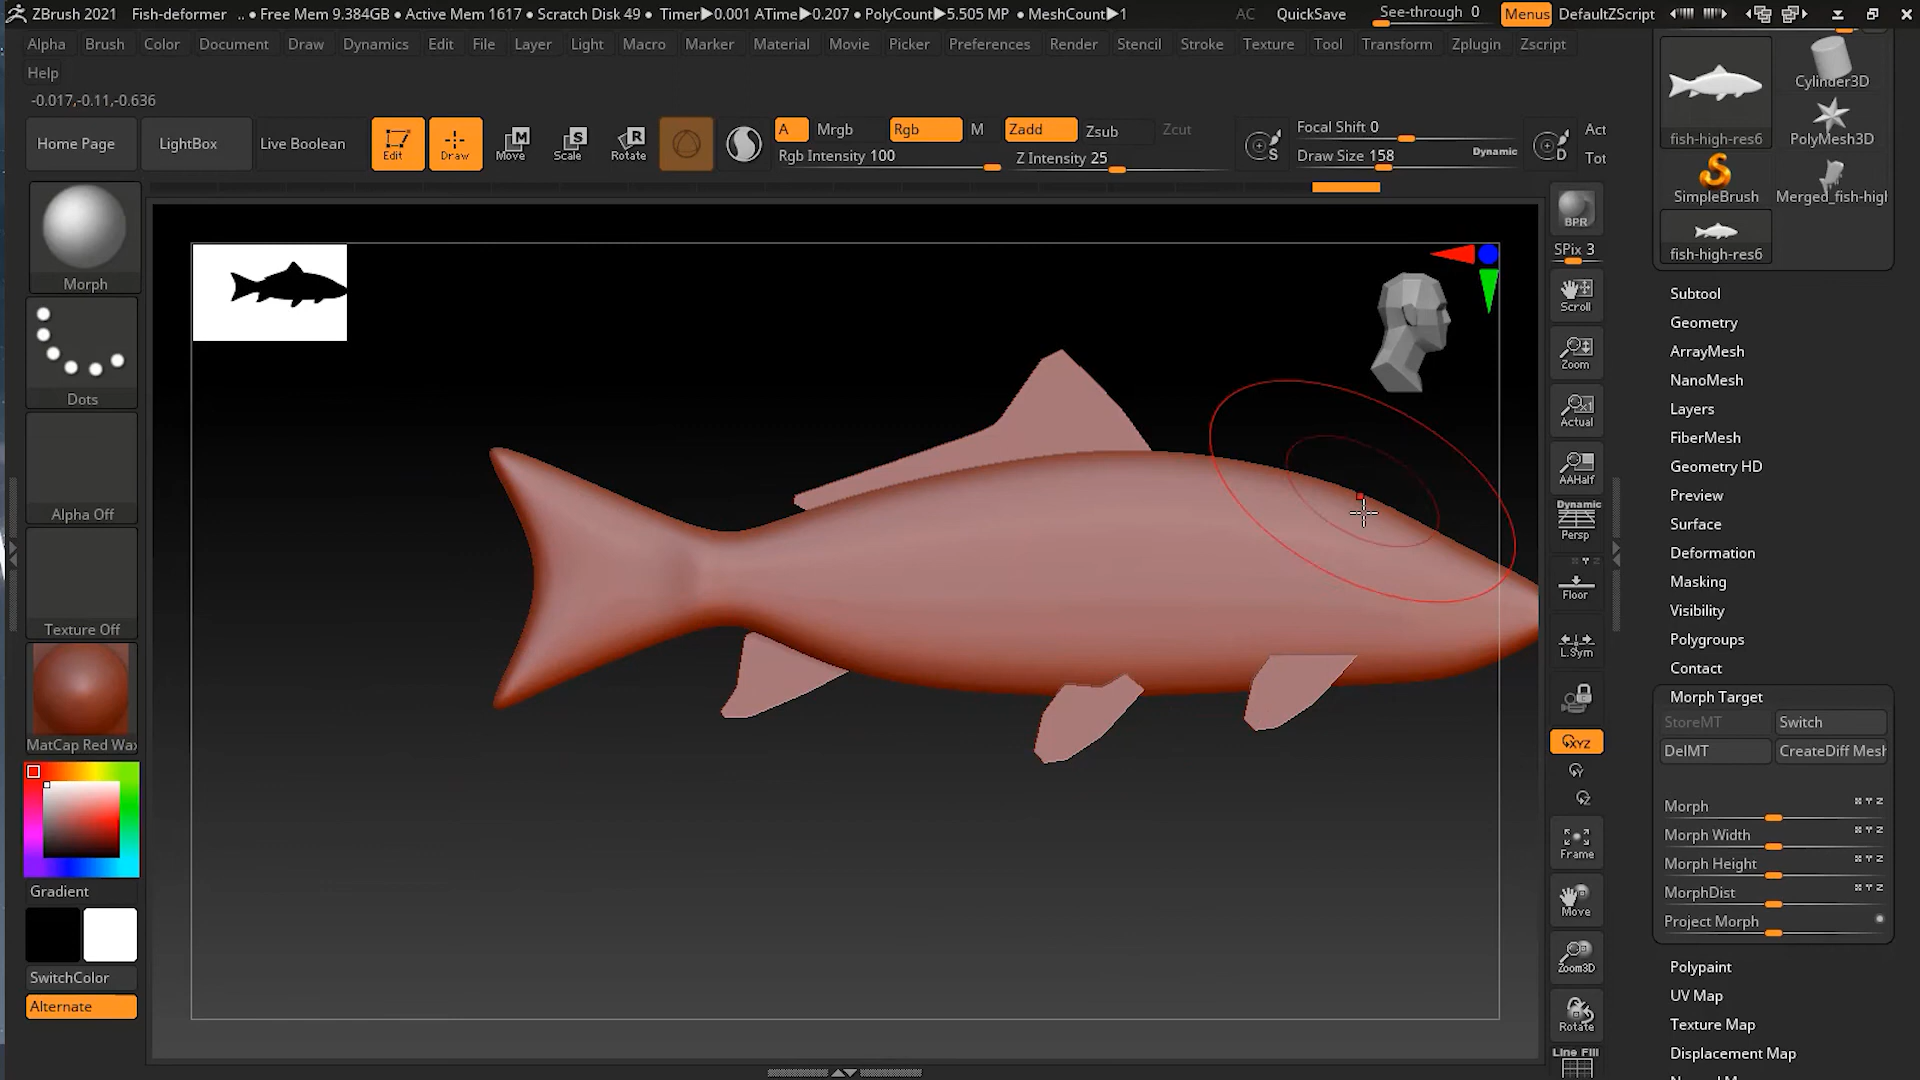 ZBrush 2021 Fish-deformer .. • Free Mem 9.384GB • Active Mem 1617 • Scratch Disk 49 • Timer▶0.001 ATime▶0.207 • PolyCount▶5.505 MP • MeshCount▶1 AC QuickSave See-through 0 Menus DefaultZScript
Alpha Brush Color Document Draw Dynamics Edit File Layer Light Macro Marker Material Movie Picker Preferences Render Stencil Stroke Texture Tool Transform Zplugin Zscript
Help
-0.017,-0.11,-0.636
Home Page LightBox Live Boolean Edit Draw Move Scale Rotate
M S R
A Mrgb Rgb M Zadd Zsub Zcut
Rgb Intensity 100 Z Intensity 25
S Focal Shift 0
Draw Size 158 Dynamic D
Act
Tot
Morph
Dots
Alpha Off
Texture Off
MatCap Red Wax
Gradient
SwitchColor
Alternate
BPR
SPix 3
Scroll
Zoom
Actual
AAHalf
Dynamic
Persp
Floor
L.Sym
XYZ
Y
Z
Frame
Move
Zoom3D
Rotate
Line Fill
fish-high-res6
Cylinder3D
PolyMesh3D
SimpleBrush
Merged_fish-high
fish-high-res6
Subtool
Geometry
ArrayMesh
NanoMesh
Layers
FiberMesh
Geometry HD
Preview
Surface
Deformation
Masking
Visibility
Polygroups
Contact
Morph Target
StoreMT Switch
DelMT CreateDiff Mesh
Morph X Y Z
Morph Width X Y Z
Morph Height X Y Z
MorphDist X Y Z
Project Morph
Polypaint
UV Map
Texture Map
Displacement Map